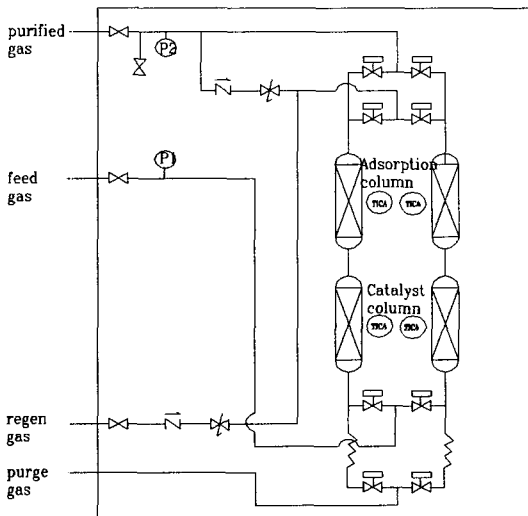 purified
gas
P2
feed
gas
P1
Adsorption
column
TICA TICA
Catalyst
column
TICA TICA
regen
gas
purge
gas